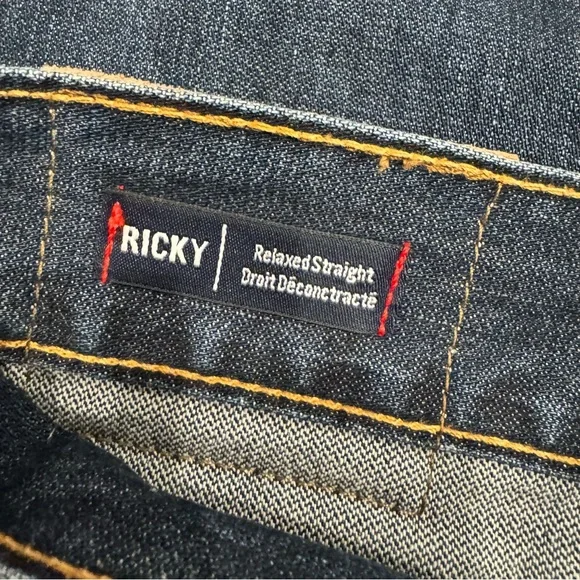 RICKY
Relaxed Straight
Droit Déconctracté